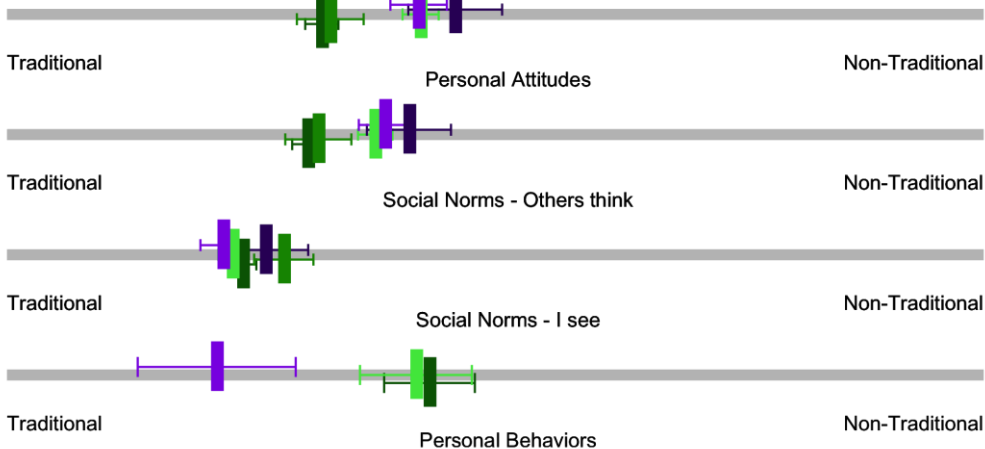 Traditional
Non-Traditional
Personal Attitudes
Traditional
Non-Traditional
Social Norms - Others think
Traditional
Non-Traditional
Social Norms - I see
Traditional
Non-Traditional
Personal Behaviors